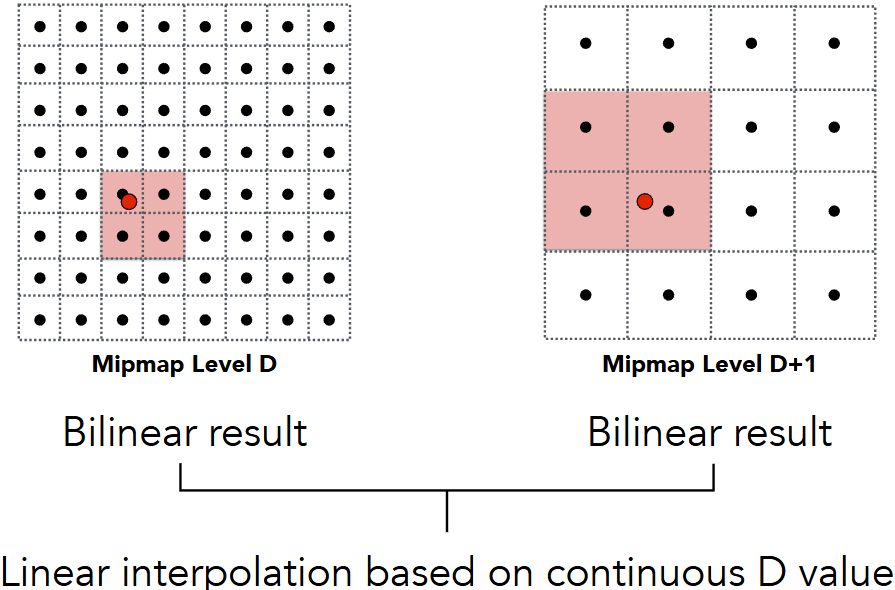 Mipmap Level D
Mipmap Level D+1
Bilinear result
Bilinear result
Linear interpolation based on continuous D value